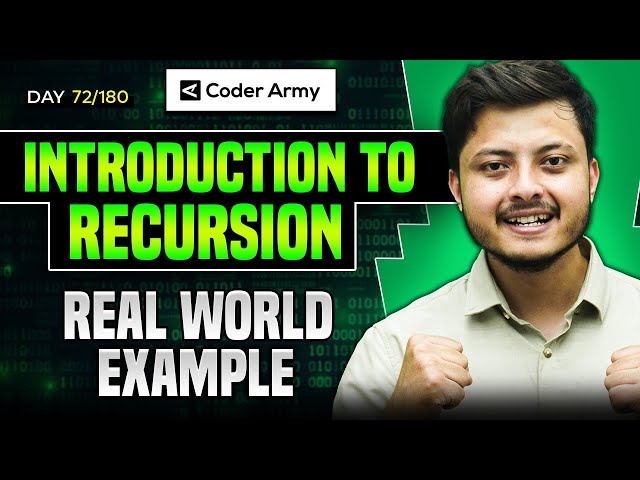 DAY 72/180
Coder Army
INTRODUCTION TO
RECURSION
REAL WORLD
EXAMPLE